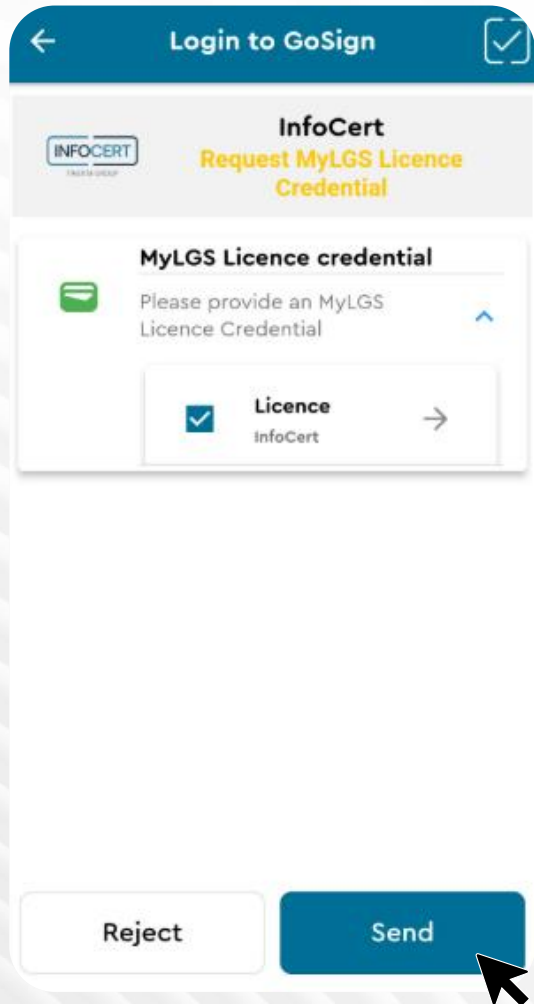 Login to GoSign
INFOCERT
InfoCert
Request MyLGS Licence
Credential
MyLGS Licence credential
Please provide an MyLGS
Licence Credential
Licence
InfoCert
Reject
Send